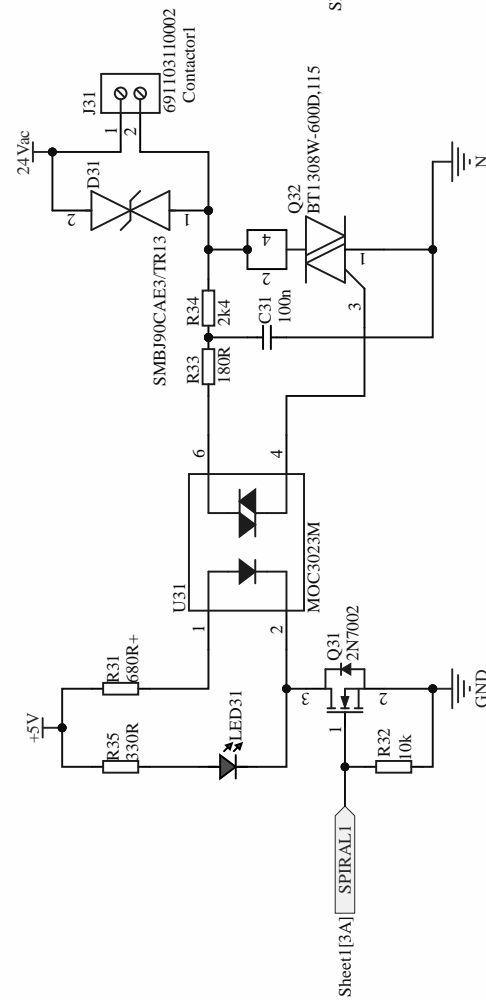 S
24Vac
J31
1
2
691103110002
Contactor1
2
D31
1
SMBJ90CAE3/TR13
Q32
BT1308W-600D,115
4
2
1
3
N
R34
2k4
C31
100n
R33
180R
6
4
U31
MOC3023M
1
2
+5V
R31
680R+
R35
330R
LED31
Q31
2N7002
3
1
2
R32
10k
GND
Sheet1[3A]
SPIRAL1